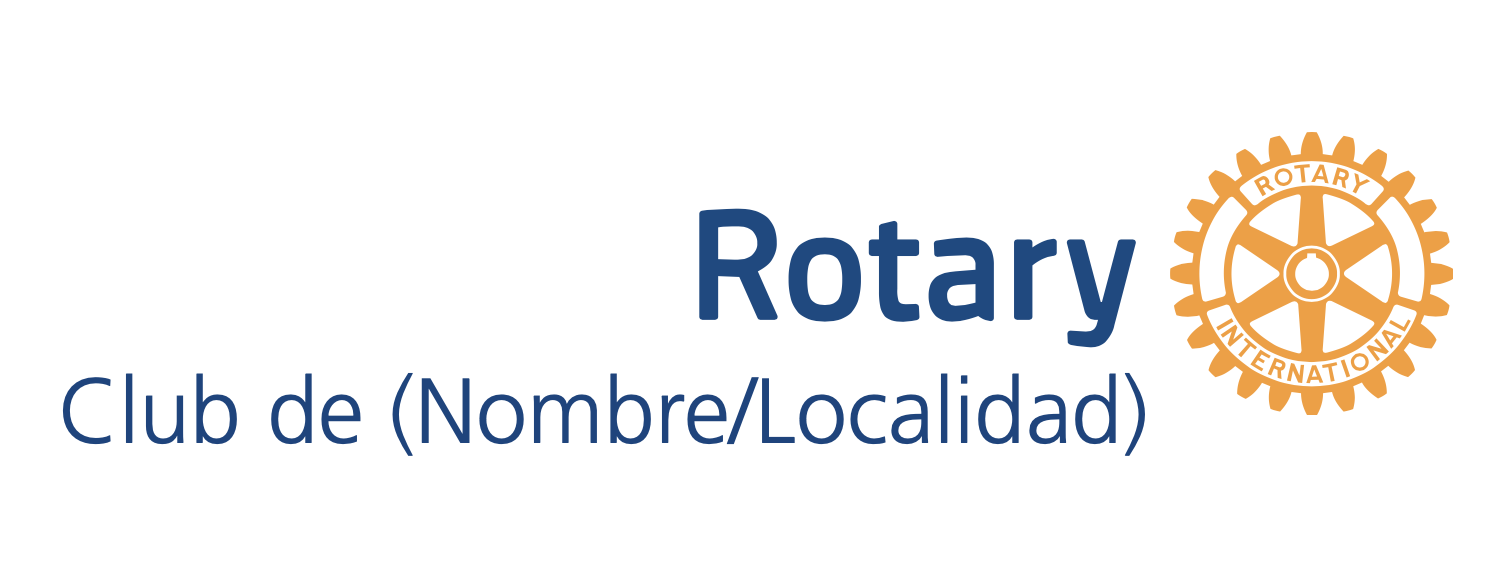 Rotary
Club de (Nombre/Localidad)
ROTARY
INTERNATIONAL